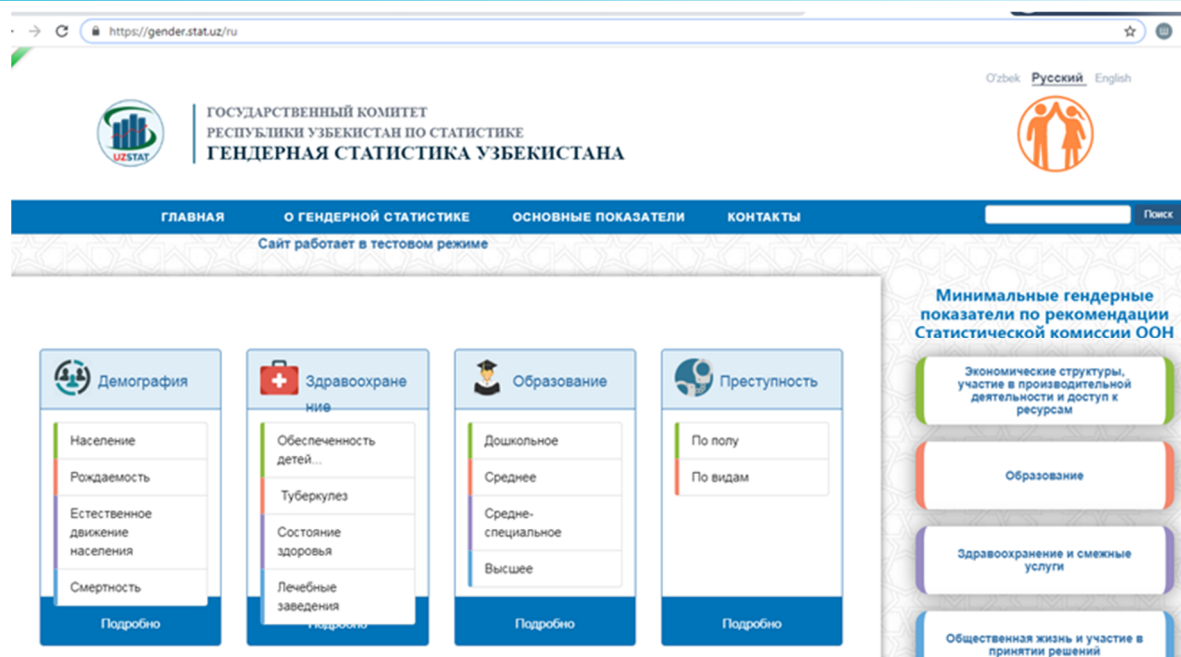 https://gender.stat.uz/ru
O'zbek Русский English
UZSTAT
ГОСУДАРСТВЕННЫЙ КОМИТЕТ
РЕСПУБЛИКИ УЗБЕКИСТАН ПО СТАТИСТИКЕ
ГЕНДЕРНАЯ СТАТИСТИКА УЗБЕКИСТАНА
ГЛАВНАЯ О ГЕНДЕРНОЙ СТАТИСТИКЕ ОСНОВНЫЕ ПОКАЗАТЕЛИ КОНТАКТЫ Поиск
Сайт работает в тестовом режиме
Демография
Население
Рождаемость
Естественное
движение
населения
Смертность
Подробно
Здравоохране
ние
Обеспеченность
детей...
Туберкулез
Состояние
здоровья
Лечебные
заведения
Подробно
Образование
Дошкольное
Среднее
Средне-
специальное
Высшее
Подробно
Преступность
По полу
По видам
Подробно
Минимальные гендерные
показатели по рекомендации
Статистической комиссии ООН
Экономические структуры,
участие в производительной
деятельности и доступ к
ресурсам
Образование
Здравоохранение и смежные
услуги
Общественная жизнь и участие в
принятии решений